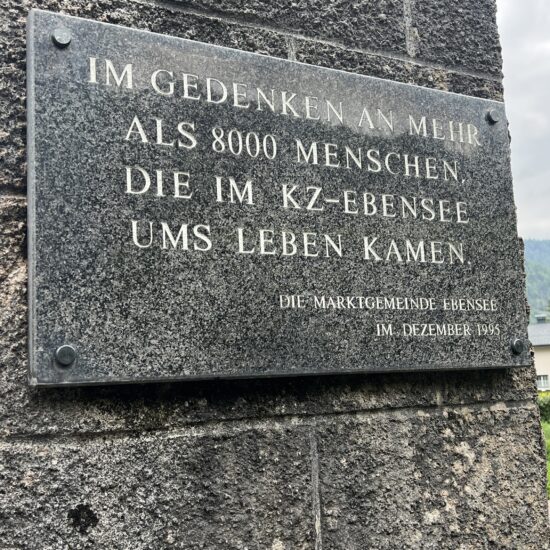 IM GEDENKEN AN MEHR
ALS 8000 MENSCHEN,
DIE IM KZ-EBENSEE
UMS LEBEN KAMEN.
DIE MARKTGEMEINDE EBENSEE
IM DEZEMBER 1995